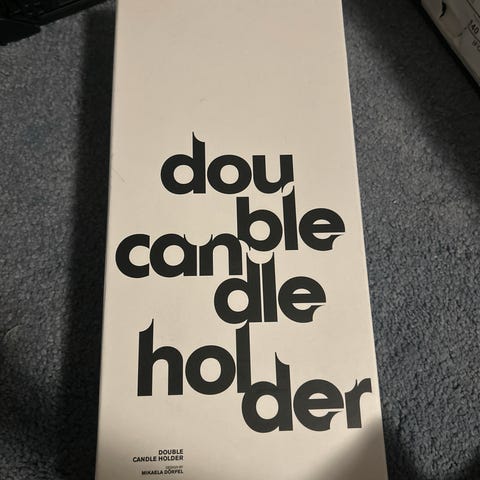 dou
ble
can
dle
hol
der
DOUBLE
CANDLE HOLDER
DESIGN BY
MIKAELA DÖRFEL